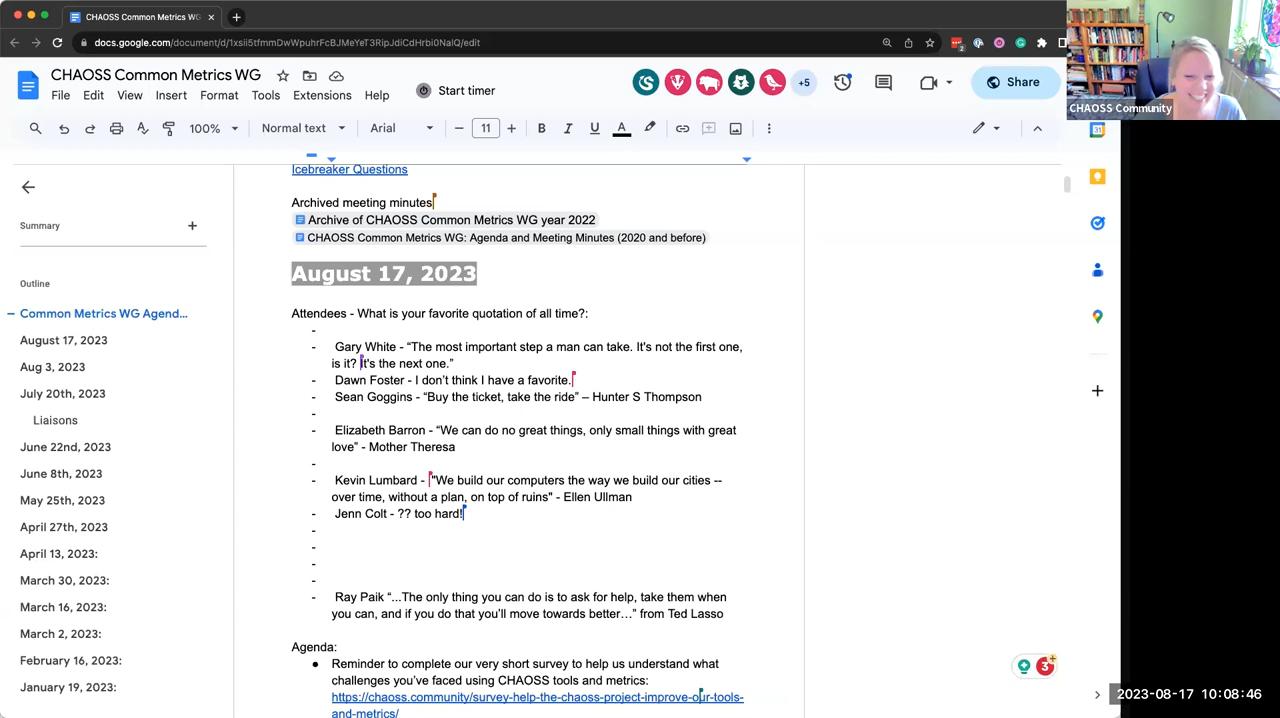 CHAOSS Common Metrics WG
docs.google.com/document/d/1xsii5tfmmDwWpuhrFcBJMeYeT3RipJdiCdHrbi0NalQ/edit
CHAOSS Common Metrics WG
File Edit View Insert Format Tools Extensions Help
Start timer
+5
Share
CHAOSS Community
100% Normal text Arial 11 B I U A
31
Icebreaker Questions
Archived meeting minutes
Archive of CHAOSS Common Metrics WG year 2022
CHAOSS Common Metrics WG: Agenda and Meeting Minutes (2020 and before)
August 17, 2023
Attendees - What is your favorite quotation of all time?:
-
- Gary White - “The most important step a man can take. It's not the first one,
is it? It's the next one.”
- Dawn Foster - I don’t think I have a favorite.
- Sean Goggins - “Buy the ticket, take the ride” – Hunter S Thompson
-
- Elizabeth Barron - “We can do no great things, only small things with great
love” - Mother Theresa
-
- Kevin Lumbard - "We build our computers the way we build our cities --
over time, without a plan, on top of ruins" - Ellen Ullman
- Jenn Colt - ?? too hard!
-
-
-
-
- Ray Paik “...The only thing you can do is to ask for help, take them when
you can, and if you do that you’ll move towards better…” from Ted Lasso
Agenda:
● Reminder to complete our very short survey to help us understand what
challenges you’ve faced using CHAOSS tools and metrics:
https://chaoss.community/survey-help-the-chaoss-project-improve-our-tools-
and-metrics/
Summary
Outline
Common Metrics WG Agend...
August 17, 2023
Aug 3, 2023
July 20th, 2023
Liaisons
June 22nd, 2023
June 8th, 2023
May 25th, 2023
April 27th, 2023
April 13, 2023:
March 30, 2023:
March 16, 2023:
March 2, 2023:
February 16, 2023:
January 19, 2023:
3
2023-08-17 10:08:46